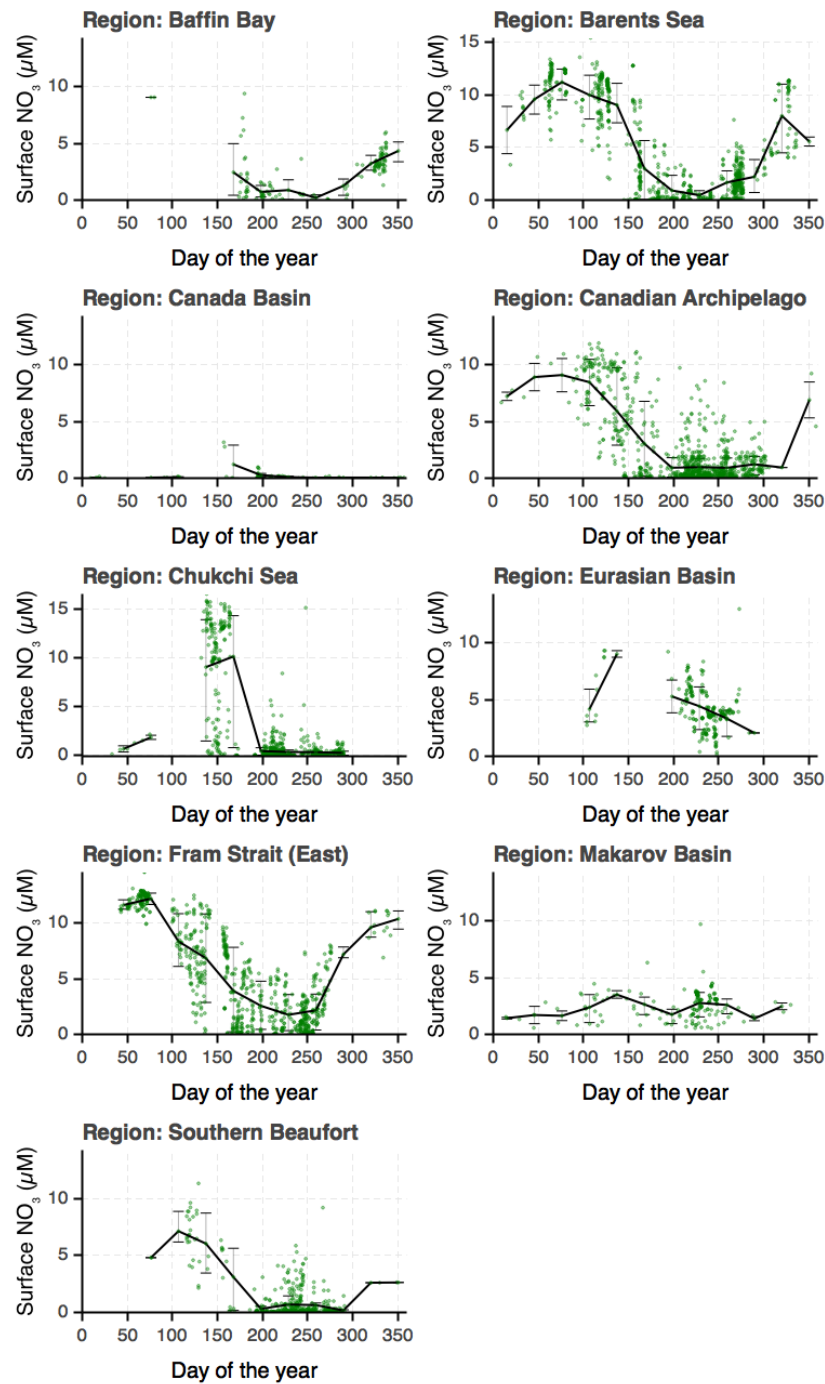 Region: Baffin Bay
Surface NO3 (µM)
10
5
0
0 50 100 150 200 250 300 350
Day of the year
Region: Barents Sea
Surface NO3 (µM)
15
10
5
0
0 50 100 150 200 250 300 350
Day of the year
Region: Canada Basin
Surface NO3 (µM)
10
5
0
0 50 100 150 200 250 300 350
Day of the year
Region: Canadian Archipelago
Surface NO3 (µM)
10
5
0
0 50 100 150 200 250 300 350
Day of the year
Region: Chukchi Sea
Surface NO3 (µM)
15
10
5
0
0 50 100 150 200 250 300 350
Day of the year
Region: Eurasian Basin
Surface NO3 (µM)
10
5
0
0 50 100 150 200 250 300 350
Day of the year
Region: Fram Strait (East)
Surface NO3 (µM)
10
5
0
0 50 100 150 200 250 300 350
Day of the year
Region: Makarov Basin
Surface NO3 (µM)
10
5
0
0 50 100 150 200 250 300 350
Day of the year
Region: Southern Beaufort
Surface NO3 (µM)
10
5
0
0 50 100 150 200 250 300 350
Day of the year